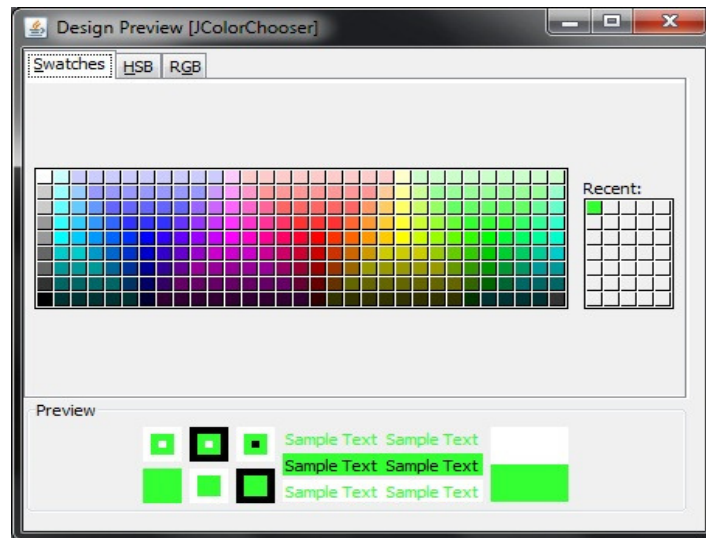 Design Preview [JColorChooser]
Swatches HSB RGB
Recent:
Preview
Sample Text Sample Text
Sample Text Sample Text
Sample Text Sample Text